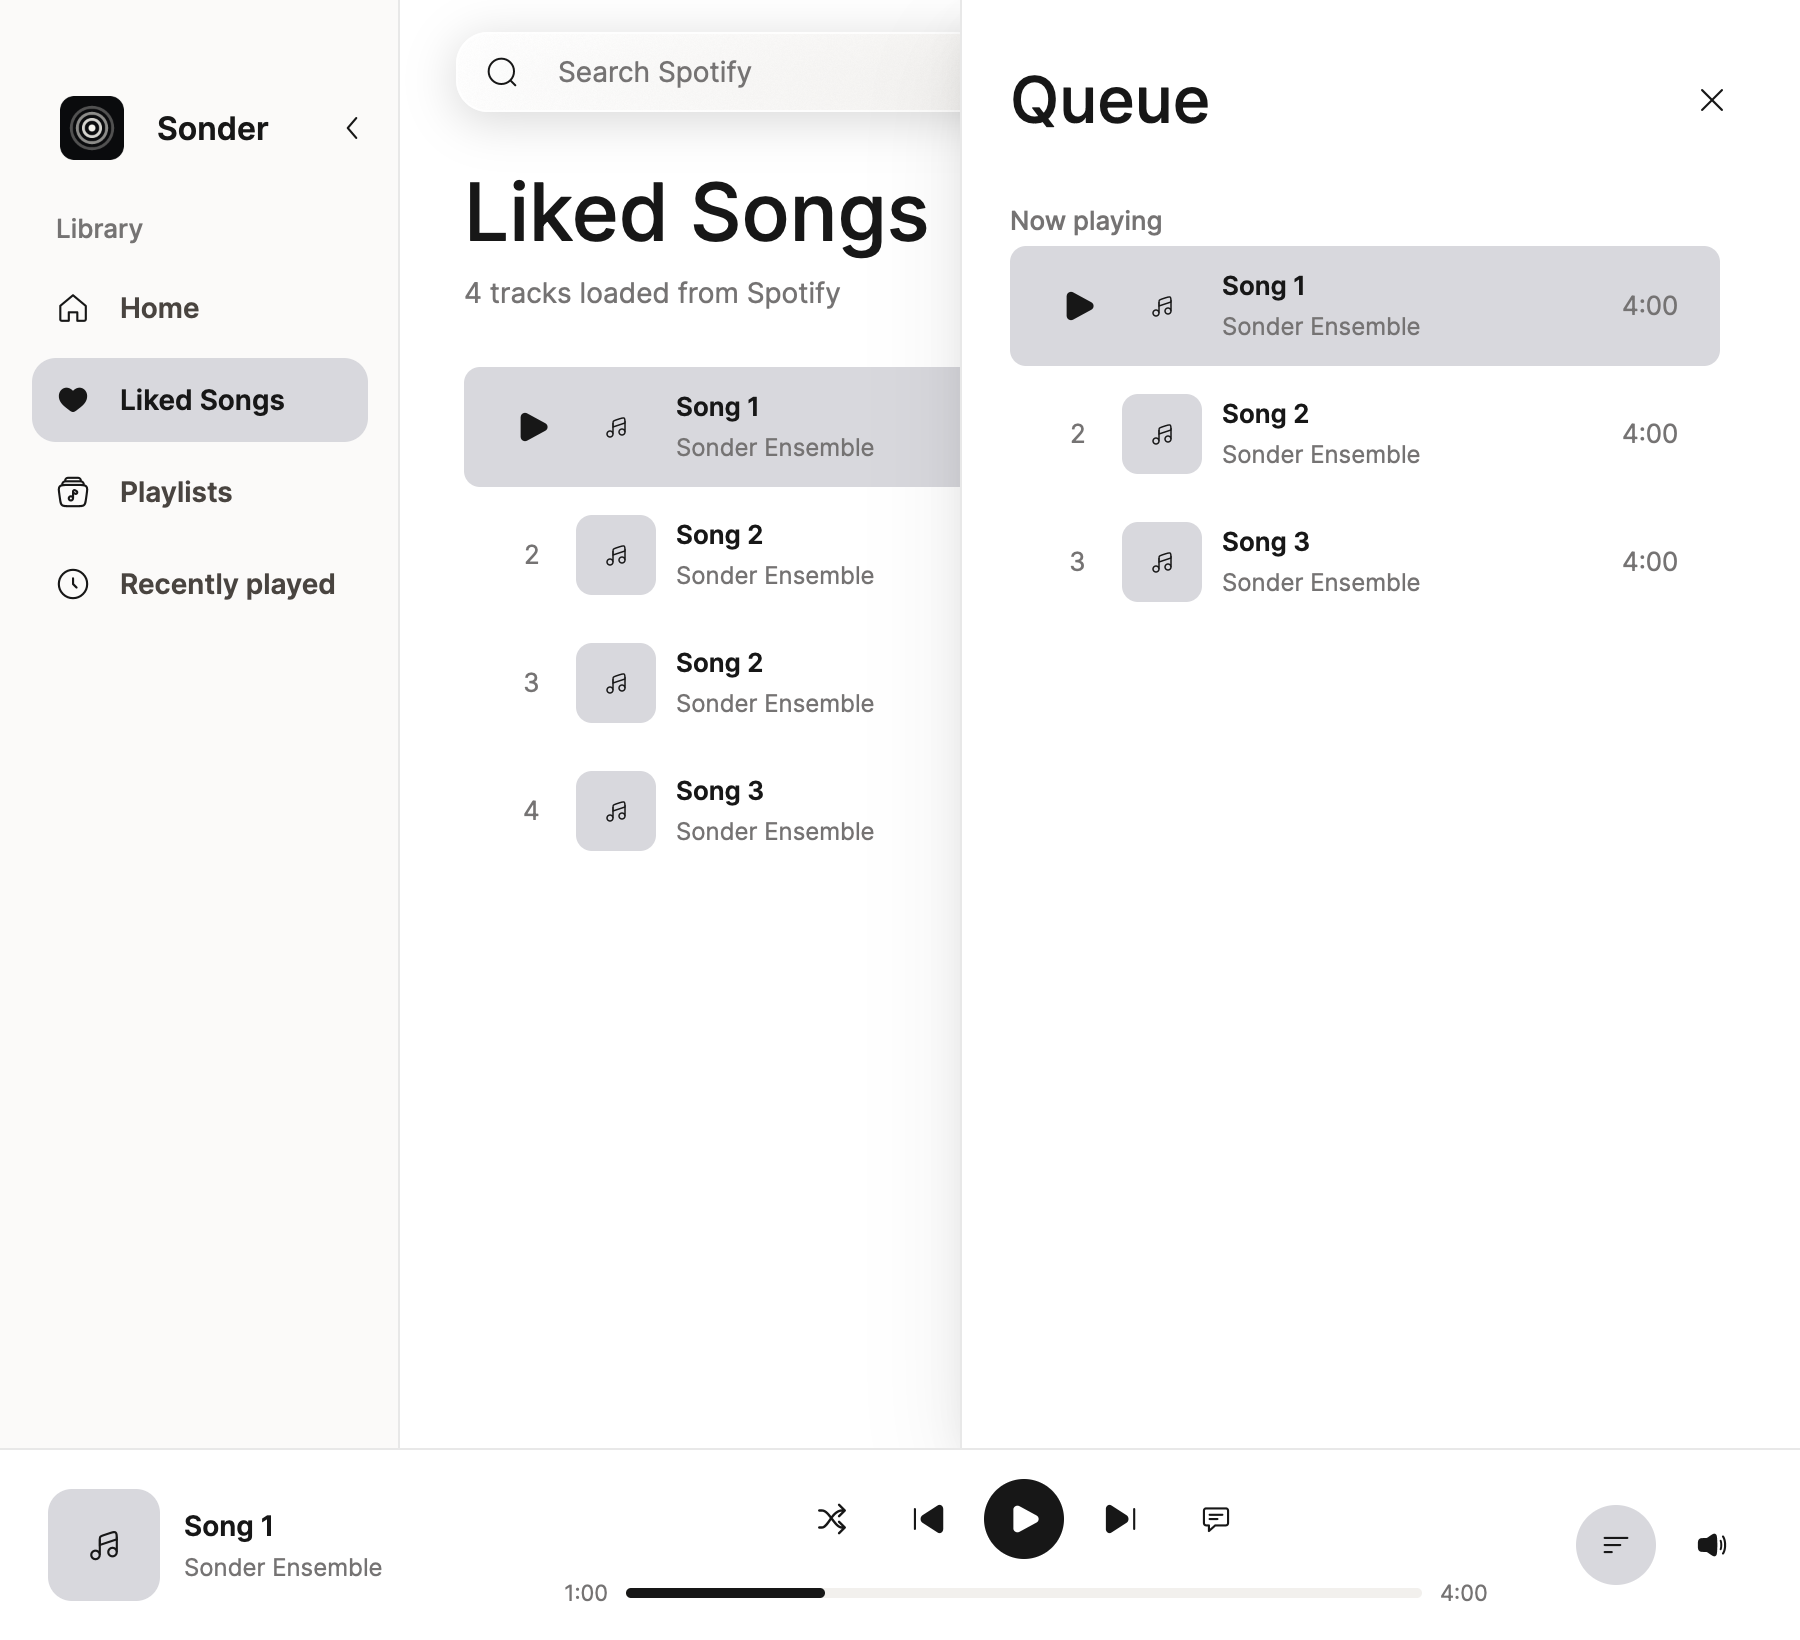 Sonder
Library
Home
Liked Songs
Playlists
Recently played
Search Spotify
Liked Songs
4 tracks loaded from Spotify
Song 1
Sonder Ensemble
2
Song 2
Sonder Ensemble
3
Song 2
Sonder Ensemble
4
Song 3
Sonder Ensemble
Queue
Now playing
Song 1
Sonder Ensemble
4:00
2
Song 2
Sonder Ensemble
4:00
3
Song 3
Sonder Ensemble
4:00
Song 1
Sonder Ensemble
1:00
4:00